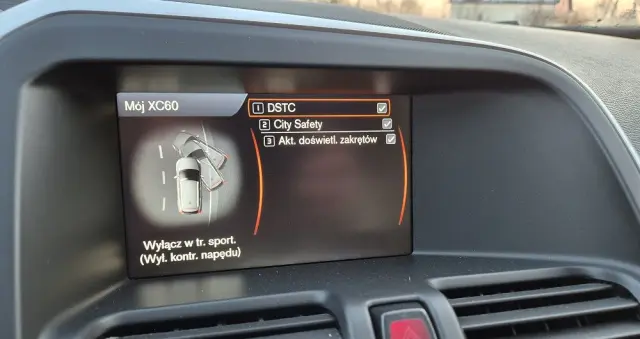 Mój XC60
1 DSTC
2 City Safety
3 Akt. doświetl. zakrętów
Wyłącz w tr. sport.
(Wył. kontr. napędu)